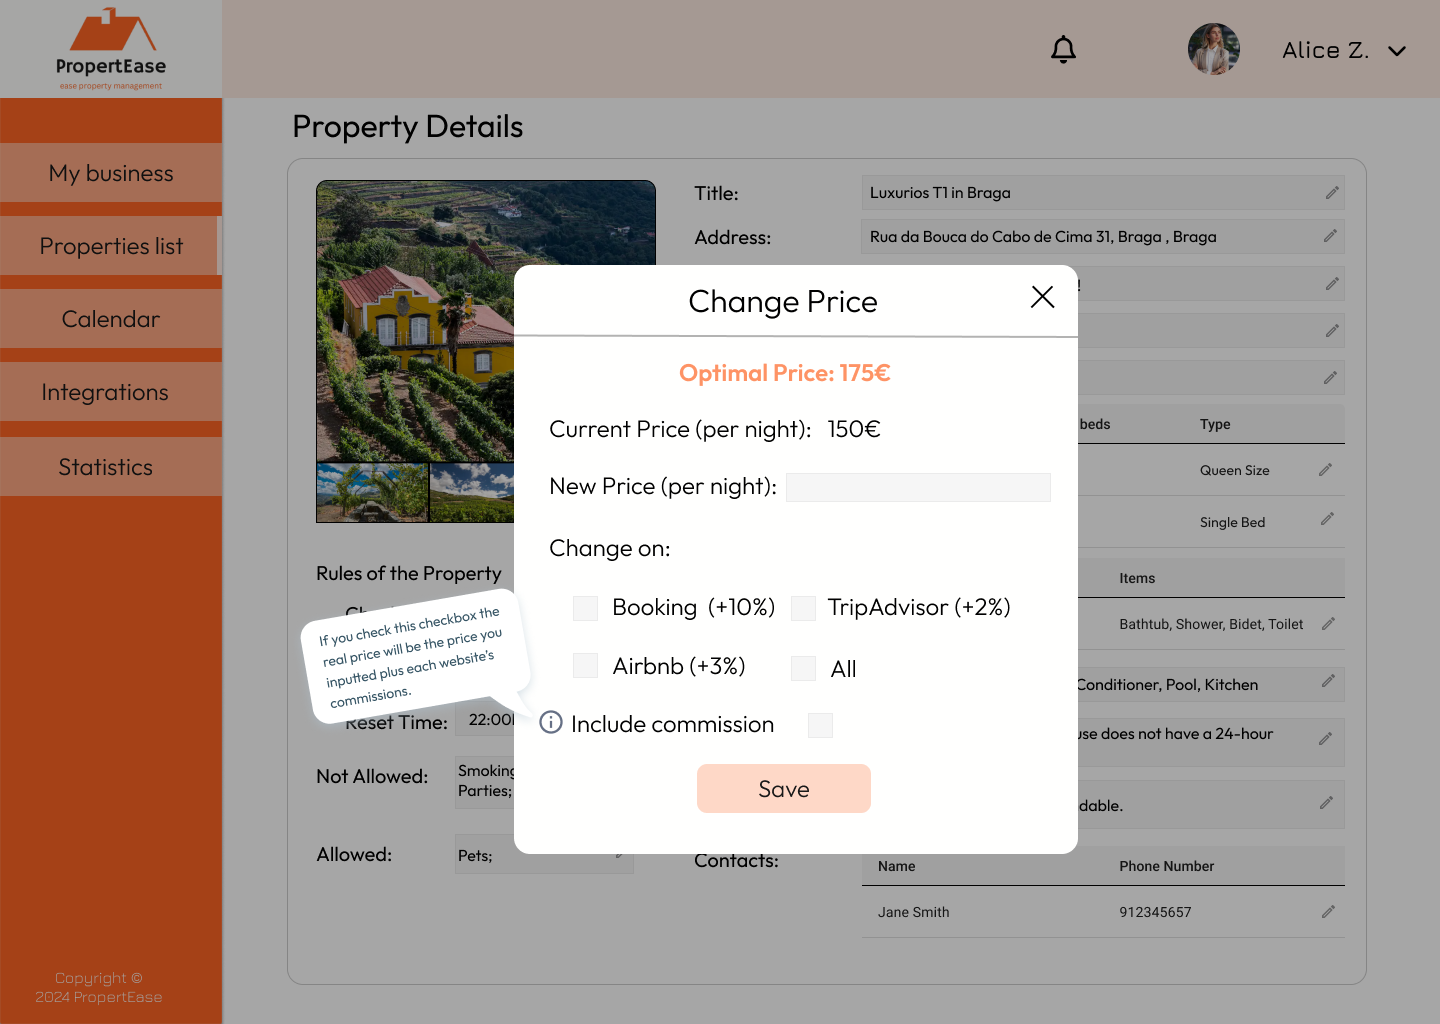 PropertEase
ease property management
Alice Z.
My business
Properties list
Calendar
Integrations
Statistics
Copyright ©
2024 PropertEase
Property Details
Title:
Luxurios T1 in Braga
Address:
Rua da Bouca do Cabo de Cima 31, Braga , Braga
!
beds
Type
Queen Size
Single Bed
Items
Bathtub, Shower, Bidet, Toilet
Conditioner, Pool, Kitchen
use does not have a 24-hour
dable.
Contacts:
Name
Phone Number
Jane Smith
912345657
Rules of the Property
Reset Time:
22:00
Not Allowed:
Smoking
Parties;
Allowed:
Pets;
Change Price
Optimal Price: 175€
Current Price (per night): 150€
New Price (per night):
Change on:
Booking (+10%)
TripAdvisor (+2%)
Airbnb (+3%)
All
Include commission
Save
If you check this checkbox the
real price will be the price you
inputted plus each website's
commissions.